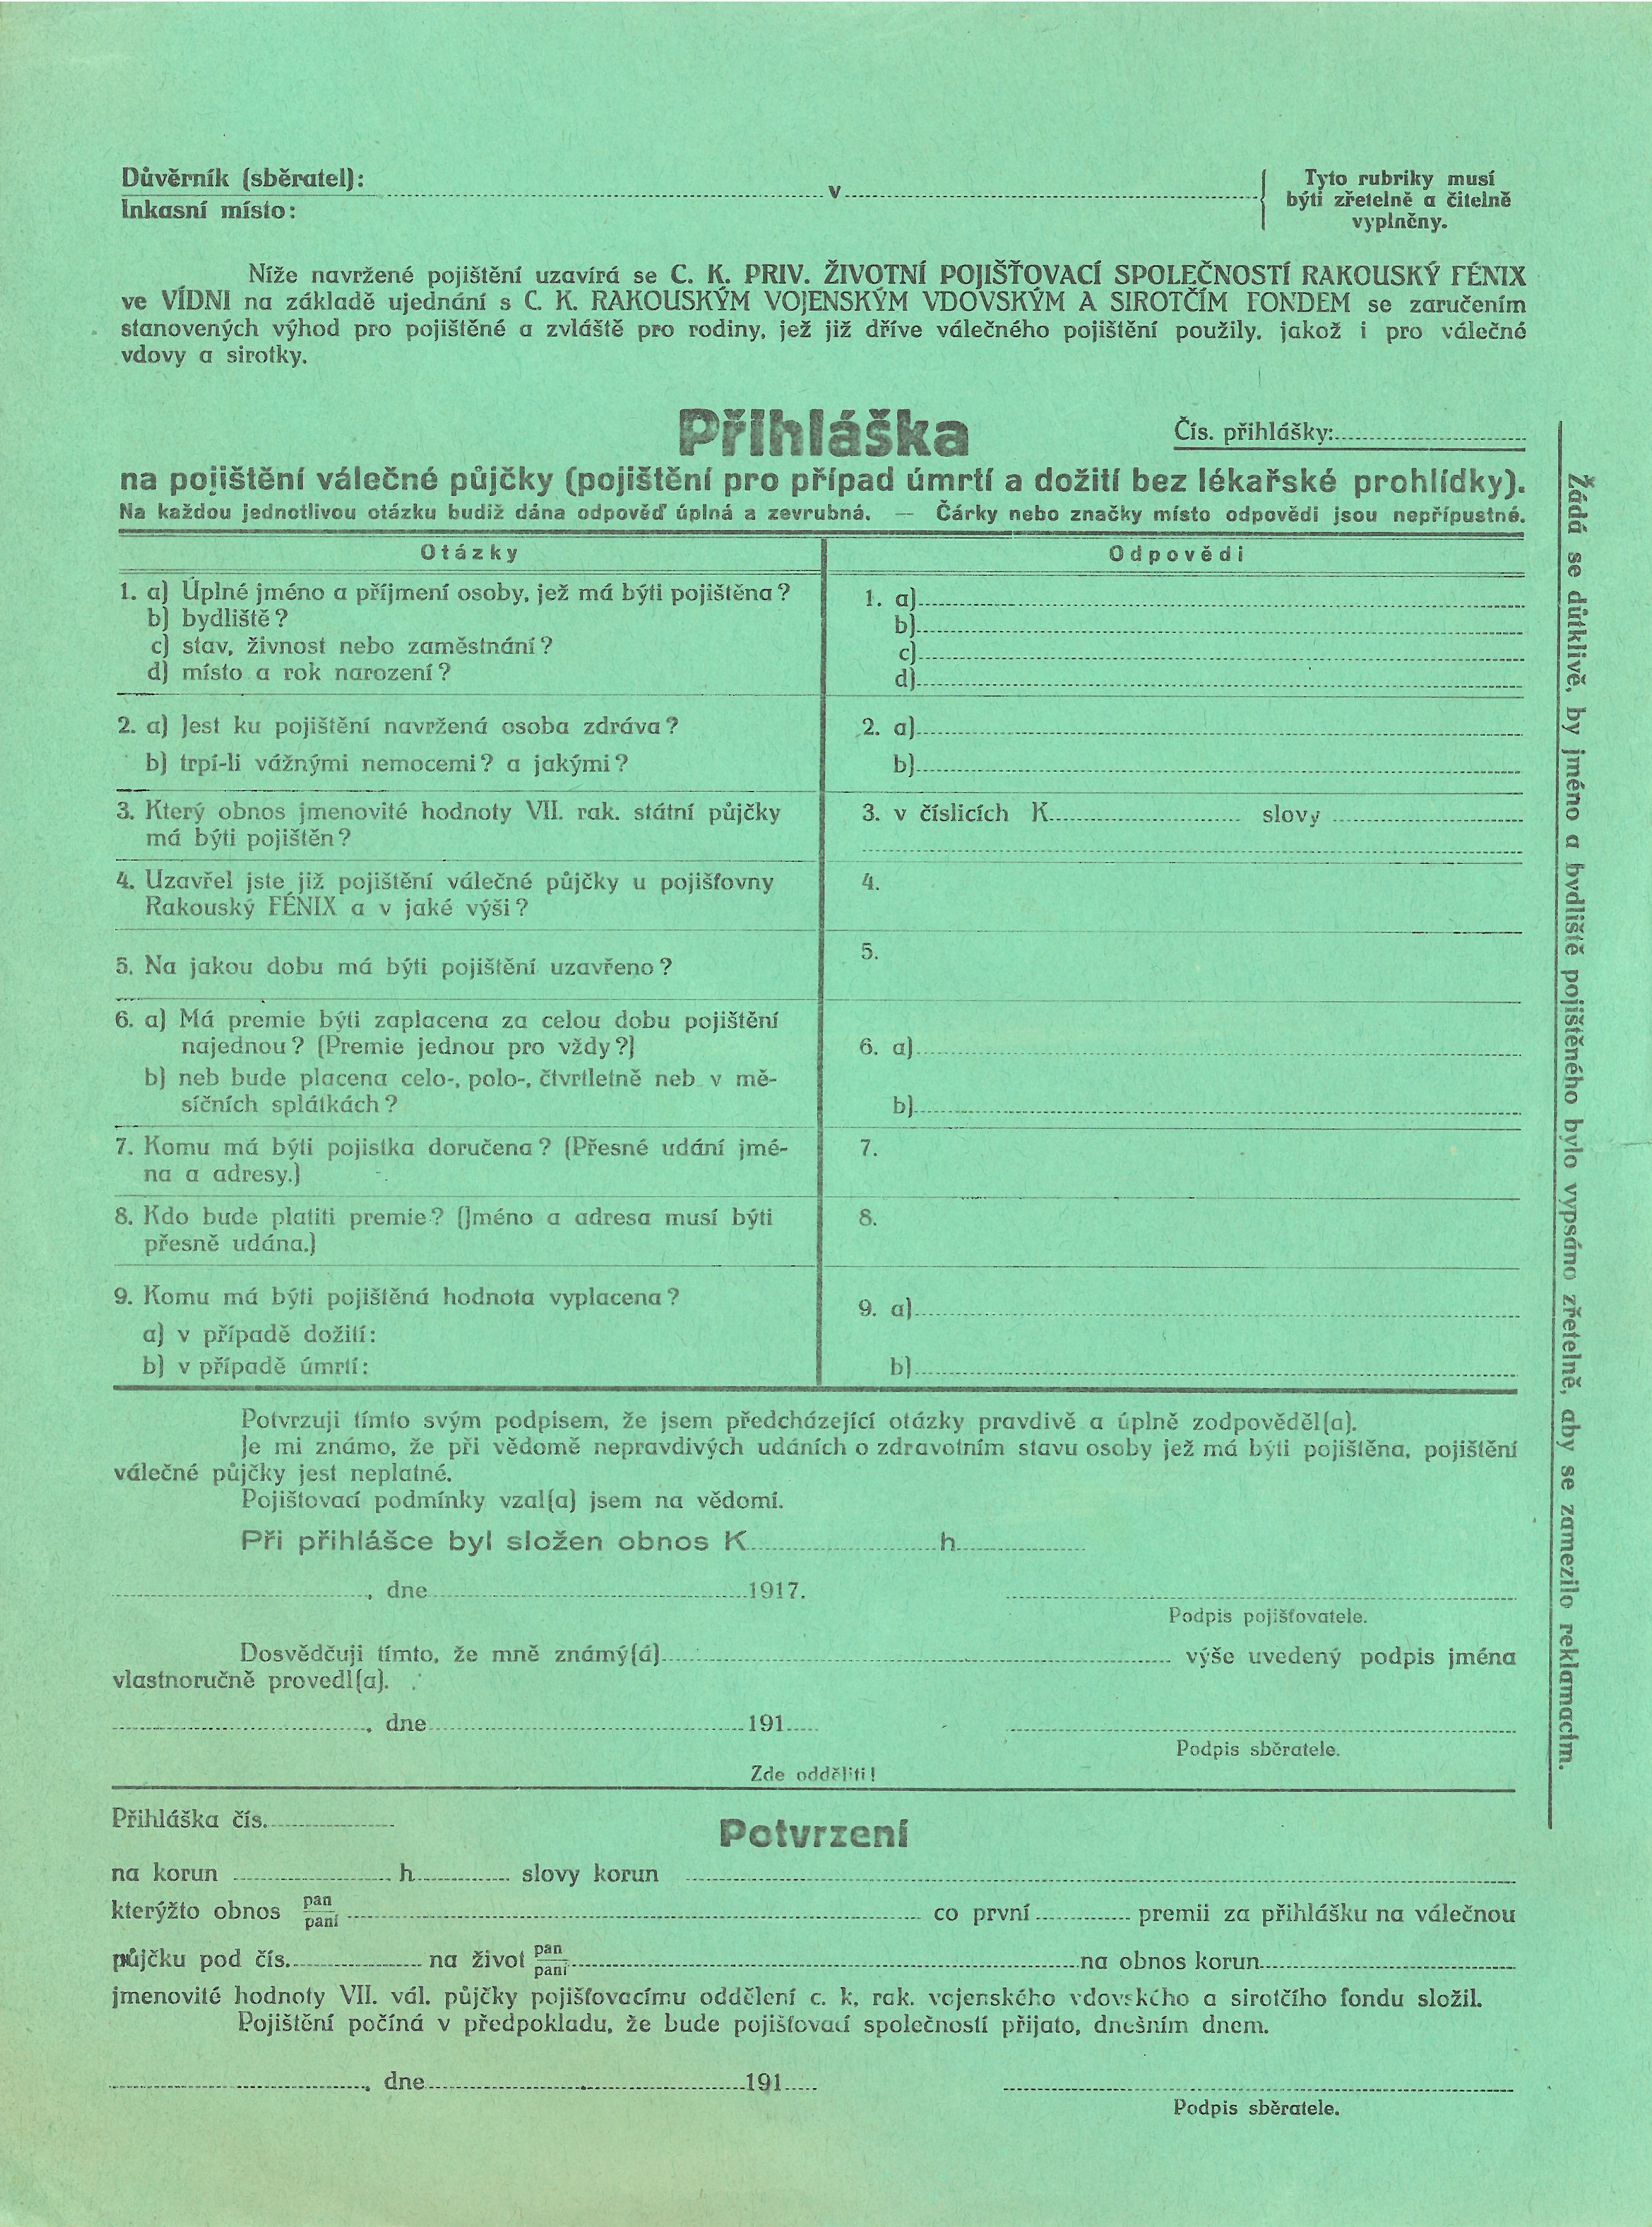 Důvěrník (sběratel):
Inkasní místo:
v
Tyto rubriky musí
býti zřetelně a čitelně
vyplněny.
Níže navržené pojištění uzavírá se C. K. PRIV. ŽIVOTNÍ POJIŠŤOVACÍ SPOLEČNOSTÍ RAKOUSKÝ FÉNIX
ve VÍDNI na základě ujednání s C. K. RAKOUSKÝM VOJENSKÝM VDOVSKÝM A SIROTČÍM FONDEM se zaručením
stanovených výhod pro pojištěné a zvláště pro rodiny, jež již dříve válečného pojištění použily, jakož i pro válečné
vdovy a sirotky.
Přihláška
Čís. přihlášky:
na pojištění válečné půjčky (pojištění pro případ úmrtí a dožití bez lékařské prohlídky).
Na každou jednotlivou otázku budiž dána odpověď úplná a zevrubná. — Čárky nebo značky místo odpovědi jsou nepřípustné.
Otázky
Odpovědi
1. a) Úplné jméno a příjmení osoby, jež má býti pojištěna?
b) bydliště?
c) stav, živnost nebo zaměstnání?
d) místo a rok narození?
1. a)
b)
c)
d)
2. a) Jest ku pojištění navržená osoba zdráva?
b) trpí-li vážnými nemocemi? a jakými?
2. a)
b)
3. Který obnos jmenovité hodnoty VII. rak. státní půjčky
má býti pojištěn?
3. v číslicích K slovy
4. Uzavřel jste již pojištění válečné půjčky u pojišťovny
Rakouský FÉNIX a v jaké výši?
4.
5. Na jakou dobu má býti pojištění uzavřeno?
5.
6. a) Má premie býti zaplacena za celou dobu pojištění
najednou? (Premie jednou pro vždy?)
b) neb bude placena celo-, polo-, čtvrtletně neb v mě-
síčních splátkách?
6. a)
b)
7. Komu má býti pojistka doručena? (Přesné udání jmé-
na a adresy.)
7.
8. Kdo bude platiti premie? (Jméno a adresa musí býti
přesně udána.)
8.
9. Komu má býti pojištěná hodnota vyplacena?
a) v případě dožití:
b) v případě úmrtí:
9. a)
b)
Potvrzuji tímto svým podpisem, že jsem předcházející otázky pravdivě a úplně zodpověděl(a).
Je mi známo, že při vědomě nepravdivých udáních o zdravotním stavu osoby jež má býti pojištěna, pojištění
válečné půjčky jest neplatné.
Pojišťovací podmínky vzal(a) jsem na vědomí.
Při přihlášce byl složen obnos K h
, dne 1917.
Podpis pojišťovatele.
Dosvědčuji tímto, že mně známý(á) výše uvedený podpis jména
vlastnoručně provedl(a).
, dne 191
Podpis sběratele.
Zde odděliti!
Žádá se důtklivě, by jméno a bydliště pojištěného bylo vypsáno zřetelně, aby se zamezilo reklamacím.
Přihláška čís.
Potvrzení
na korun h slovy korun
kterýžto obnos pan
paní co první premii za přihlášku na válečnou
půjčku pod čís. na život pan
paní na obnos korun
jmenovité hodnoty VII. vál. půjčky pojišťovacímu oddělení c. k. rak. vojenského vdovského a sirotčího fondu složil.
Pojištění počíná v předpokladu, že bude pojišťovací společností přijato, dnešním dnem.
, dne 191
Podpis sběratele.